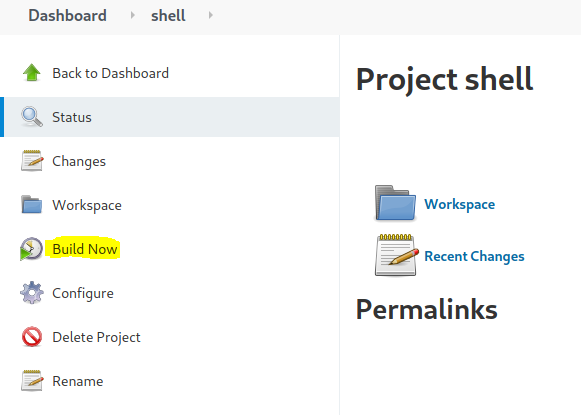 Dashboard shell
Back to Dashboard
Status
Changes
Workspace
Build Now
Configure
Delete Project
Rename
Project shell
Workspace
Recent Changes
Permalinks